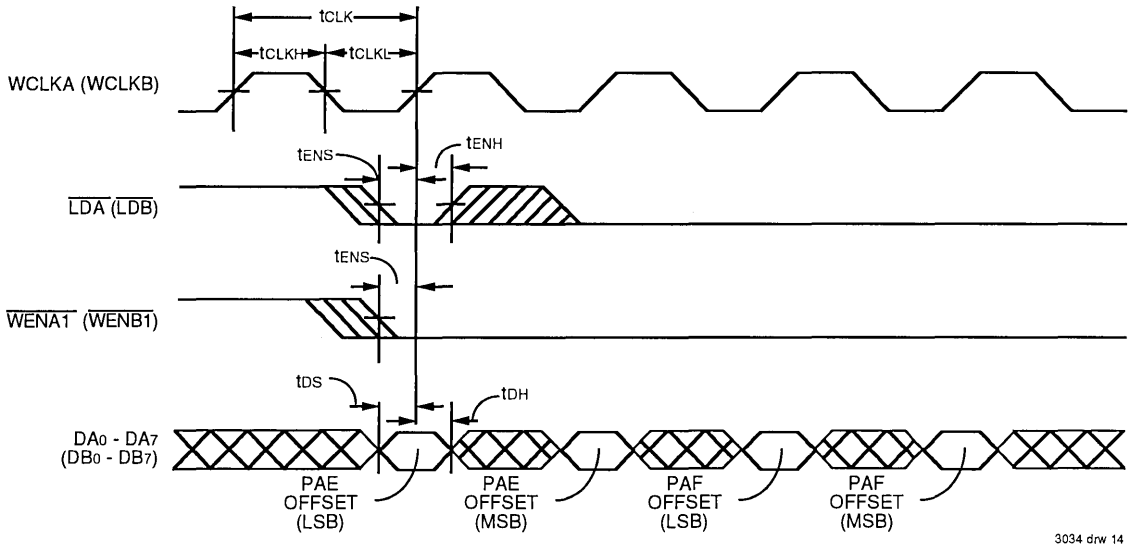 tCLK
tCLKH
tCLKL
WCLKA (WCLKB)
tENS
tENH
LDA (LDB)
tENS
WENA1 (WENB1)
tDS
tDH
DA0 - DA7
(DB0 - DB7)
PAE
OFFSET
(LSB)
PAE
OFFSET
(MSB)
PAF
OFFSET
(LSB)
PAF
OFFSET
(MSB)
3034 drw 14